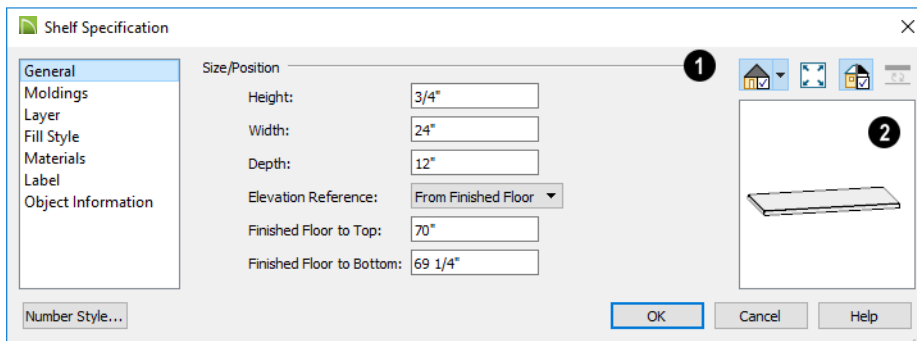 Shelf Specification
General
Moldings
Layer
Fill Style
Materials
Label
Object Information
Size/Position
1
Height: 3/4"
Width: 24"
Depth: 12"
Elevation Reference: From Finished Floor
Finished Floor to Top: 70"
Finished Floor to Bottom: 69 1/4"
2
Number Style...
OK
Cancel
Help